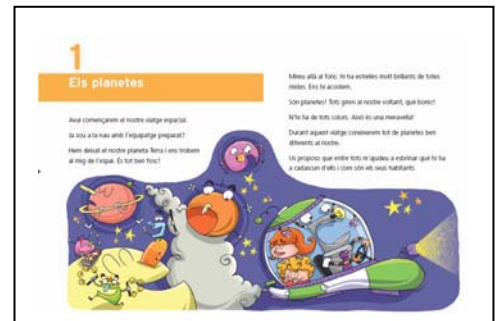 1
Els planetes
Avui començarem el nostre viatge espacial.
Ja sou a la nau amb l'equipatge preparat?
Hem deixat el nostre planeta Terra i ens trobem
al mig de l'espai. És tot ben fosc!
Mireu allà al fons: hi ha estrelles molt brillants de totes
mides. Ens hi acostem.
Són planetes! Tots giren al nostre voltant, què bonic!
N'hi ha de tots colors. Això és una meravella!
Durant aquest viatge coneixerem tot de planetes ben
diferents al nostre.
Us proposo que entre tots m'ajudeu a esbrinar què hi ha
a cadascun d'ells i com són els seus habitants.